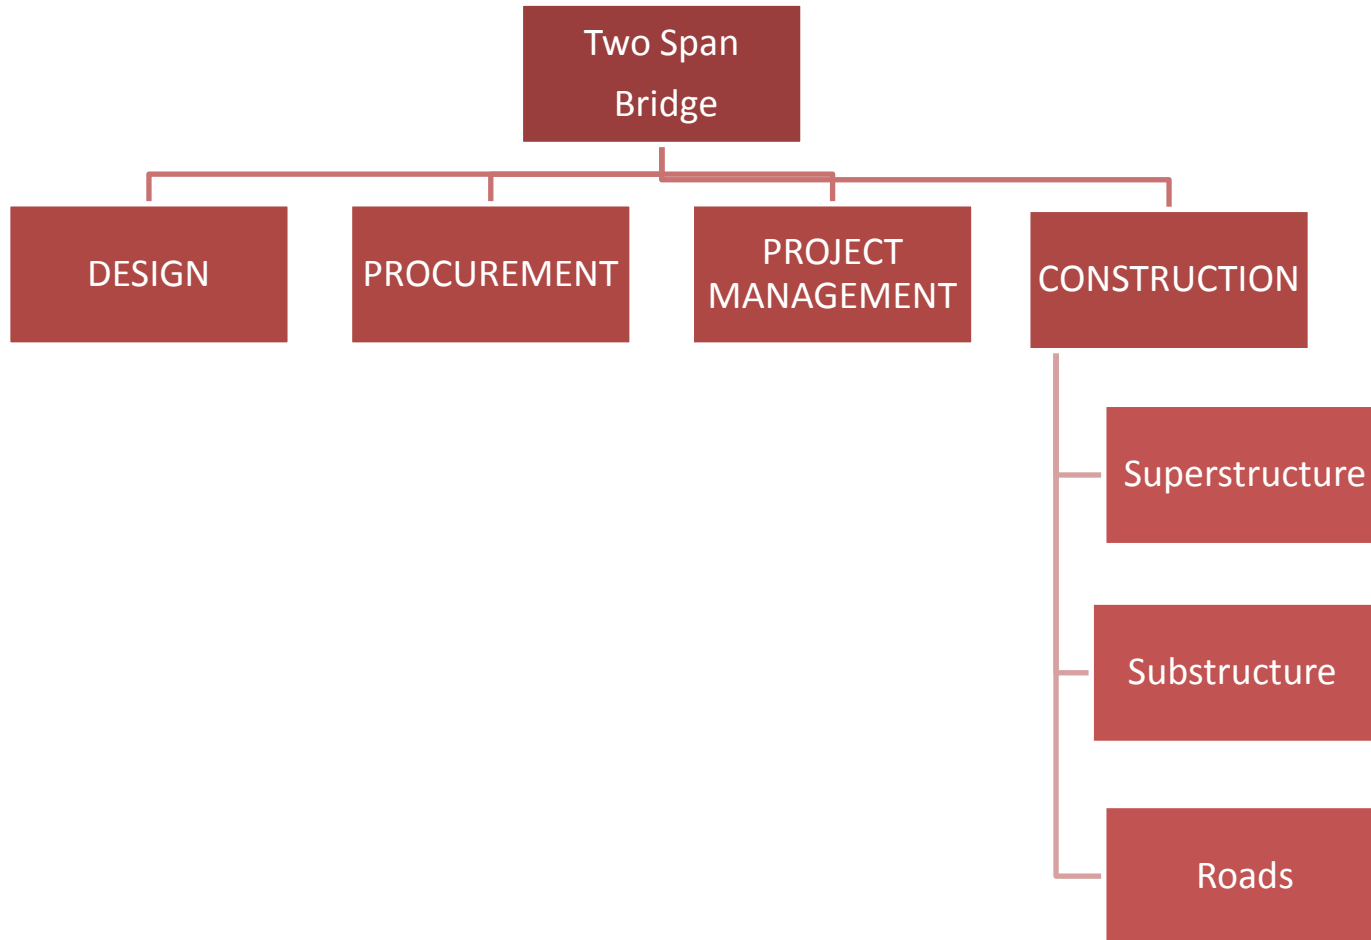 Two Span
Bridge
DESIGN
PROCUREMENT
PROJECT
MANAGEMENT
CONSTRUCTION
Superstructure
Substructure
Roads